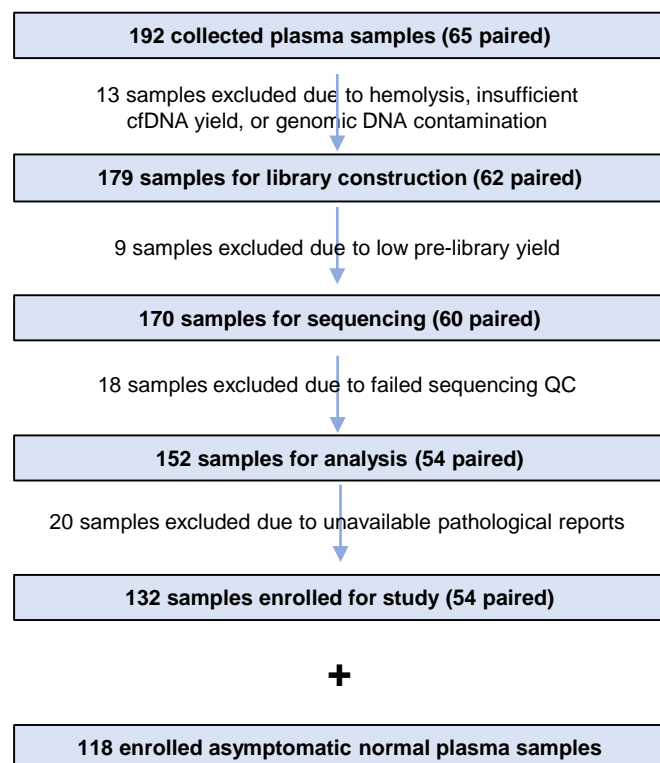 192 collected plasma samples (65 paired)
13 samples excluded due to hemolysis, insufficient
cfDNA yield, or genomic DNA contamination
179 samples for library construction (62 paired)
9 samples excluded due to low pre-library yield
170 samples for sequencing (60 paired)
18 samples excluded due to failed sequencing QC
152 samples for analysis (54 paired)
20 samples excluded due to unavailable pathological reports
132 samples enrolled for study (54 paired)
+
118 enrolled asymptomatic normal plasma samples